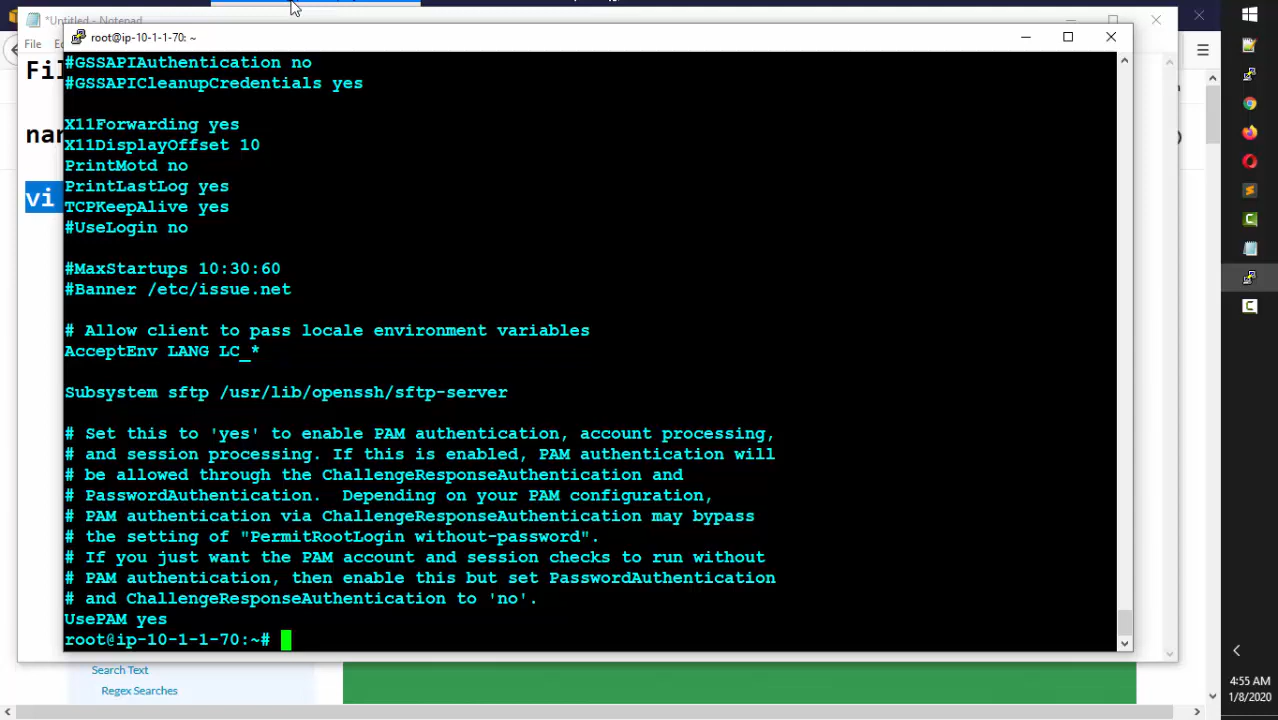 *Untitled - Notepad
File
root@ip-10-1-1-70: ~
#GSSAPIAuthentication no
#GSSAPICleanupCredentials yes
X11Forwarding yes
X11DisplayOffset 10
PrintMotd no
PrintLastLog yes
vi
TCPKeepAlive yes
#UseLogin no
#MaxStartups 10:30:60
#Banner /etc/issue.net
# Allow client to pass locale environment variables
AcceptEnv LANG LC_*
Subsystem sftp /usr/lib/openssh/sftp-server
# Set this to 'yes' to enable PAM authentication, account processing,
# and session processing. If this is enabled, PAM authentication will
# be allowed through the ChallengeResponseAuthentication and
# PasswordAuthentication.  Depending on your PAM configuration,
# PAM authentication via ChallengeResponseAuthentication may bypass
# the setting of "PermitRootLogin without-password".
# If you just want the PAM account and session checks to run without
# PAM authentication, then enable this but set PasswordAuthentication
# and ChallengeResponseAuthentication to 'no'.
UsePAM yes
root@ip-10-1-1-70:~#
Search Text
Regex Searches
4:55 AM
1/8/2020